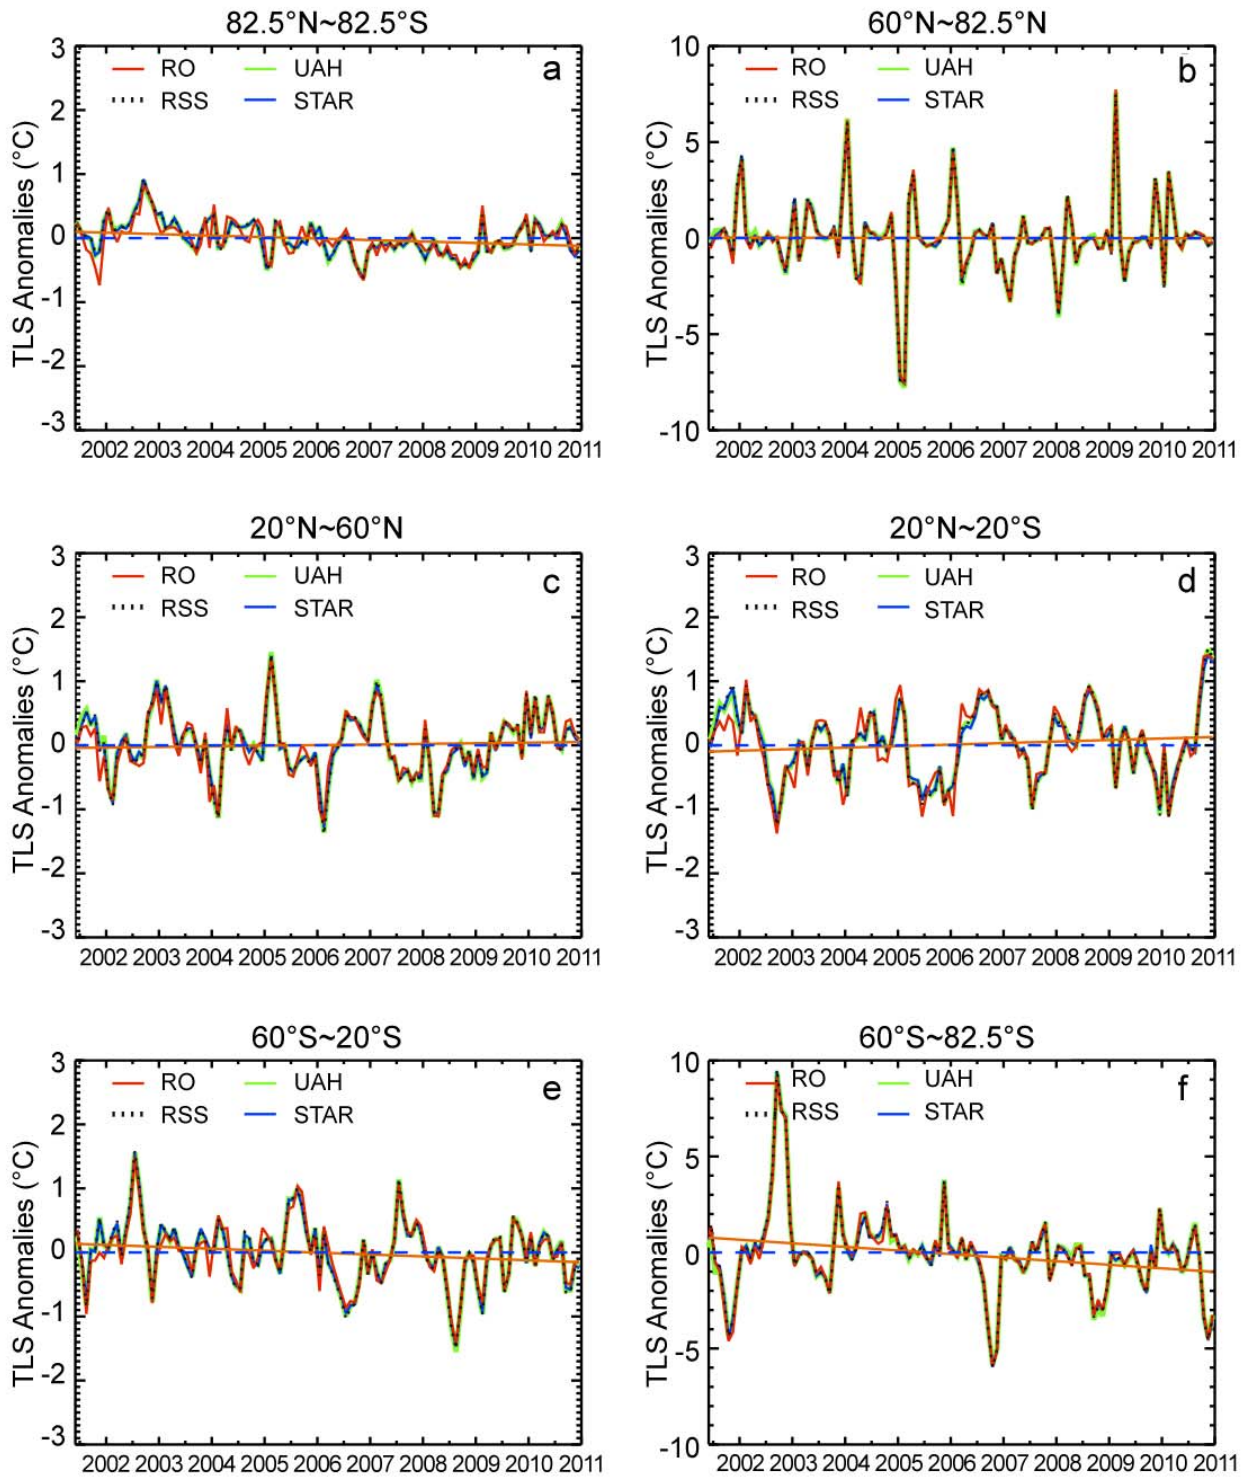 82.5°N~82.5°S
60°N~82.5°N
3
2
1
0
-1
-2
-3
TLS Anomalies (°C)
RO UAH
RSS STAR
a
2002 2003 2004 2005 2006 2007 2008 2009 2010 2011
10
5
0
-5
-10
TLS Anomalies (°C)
RO UAH
RSS STAR
b
2002 2003 2004 2005 2006 2007 2008 2009 2010 2011
20°N~60°N
20°N~20°S
3
2
1
0
-1
-2
-3
TLS Anomalies (°C)
RO UAH
RSS STAR
c
2002 2003 2004 2005 2006 2007 2008 2009 2010 2011
3
2
1
0
-1
-2
-3
TLS Anomalies (°C)
RO UAH
RSS STAR
d
2002 2003 2004 2005 2006 2007 2008 2009 2010 2011
60°S~20°S
60°S~82.5°S
3
2
1
0
-1
-2
-3
TLS Anomalies (°C)
RO UAH
RSS STAR
e
2002 2003 2004 2005 2006 2007 2008 2009 2010 2011
10
5
0
-5
-10
TLS Anomalies (°C)
RO UAH
RSS STAR
f
2002 2003 2004 2005 2006 2007 2008 2009 2010 2011